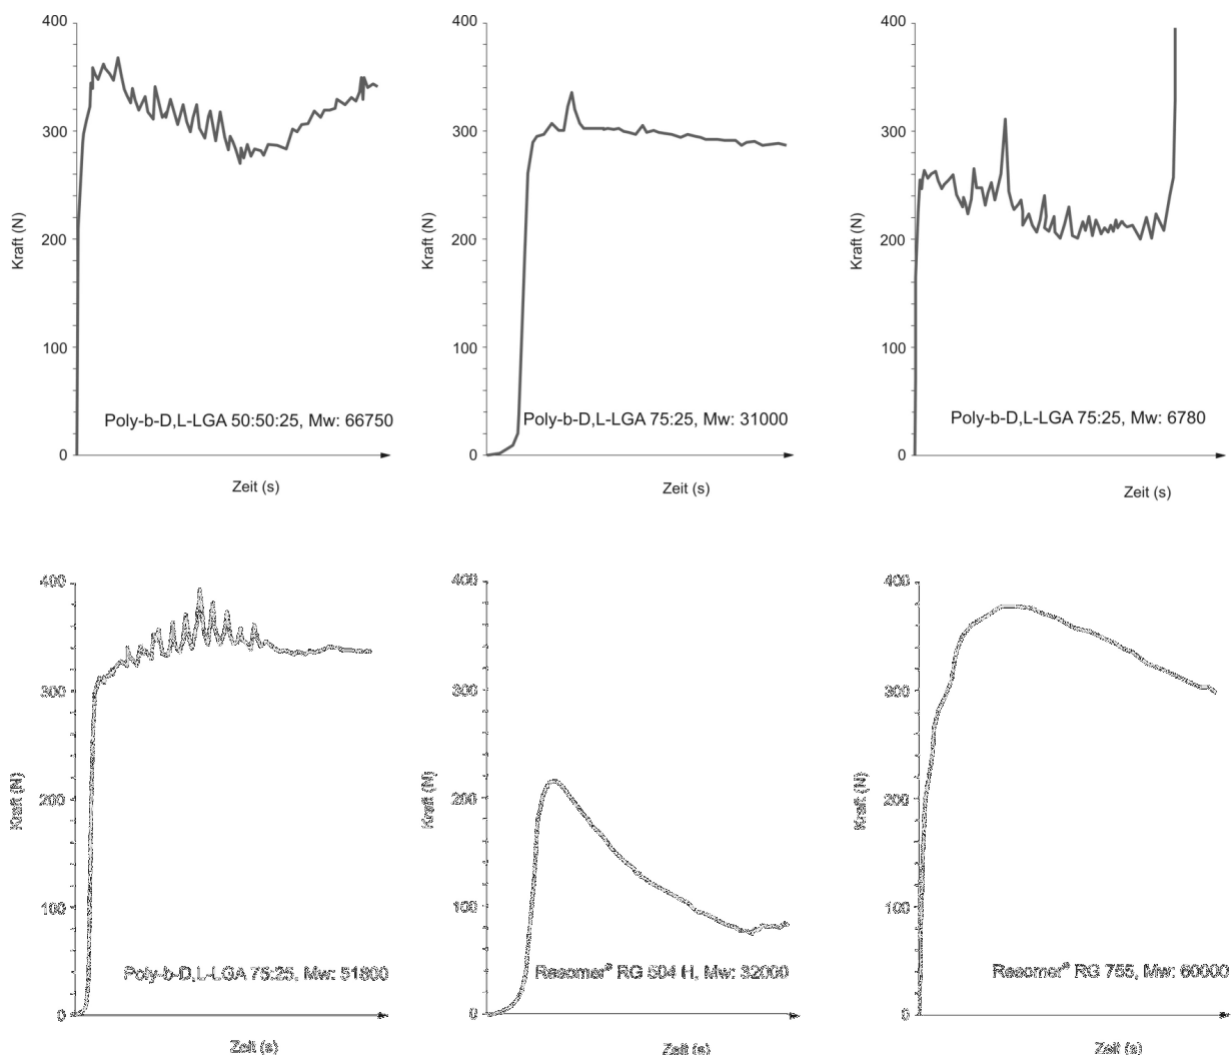 400
300
Kraft (N)
200
100
0
Poly-b-D,L-LGA 50:50:25, Mw: 66750
Zeit (s)
400
300
Kraft (N)
200
100
0
Poly-b-D,L-LGA 75:25, Mw: 31000
Zeit (s)
400
300
Kraft (N)
200
100
0
Poly-b-D,L-LGA 75:25, Mw: 6780
Zeit (s)
400
300
Kraft (N)
200
100
0
Poly-b-D,L-LGA 75:25, Mw: 51800
Zeit (s)
400
300
Kraft (N)
200
100
0
Resomer® RG 504 H, Mw: 32000
Zeit (s)
400
300
Kraft (N)
200
100
0
Resomer® RG 755, Mw: 60000
Zeit (s)